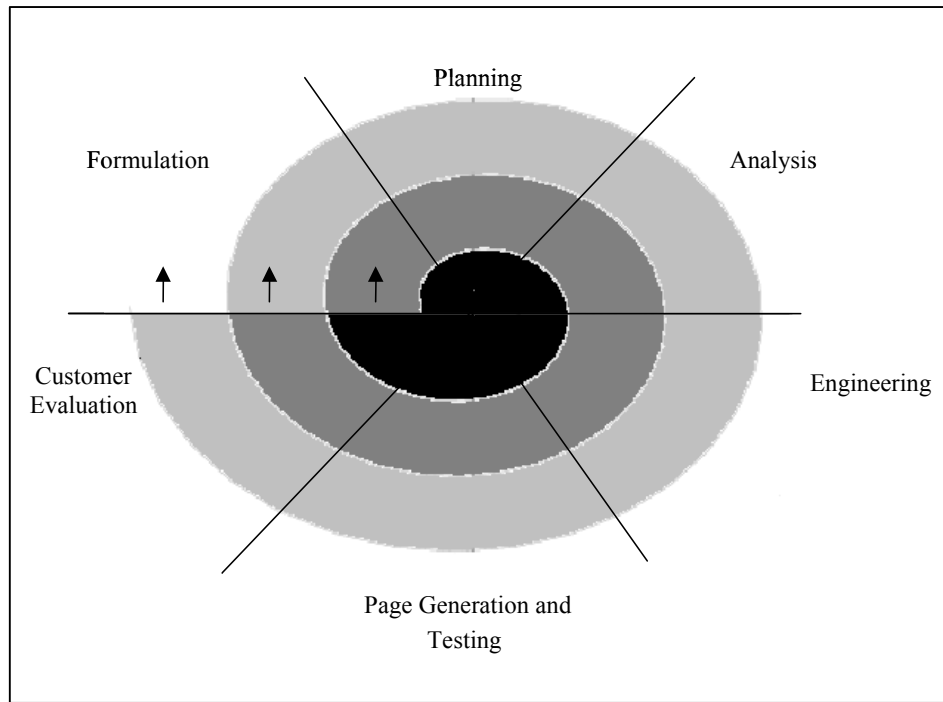 Planning
Formulation
Analysis
Customer
Evaluation
Engineering
Page Generation and
Testing